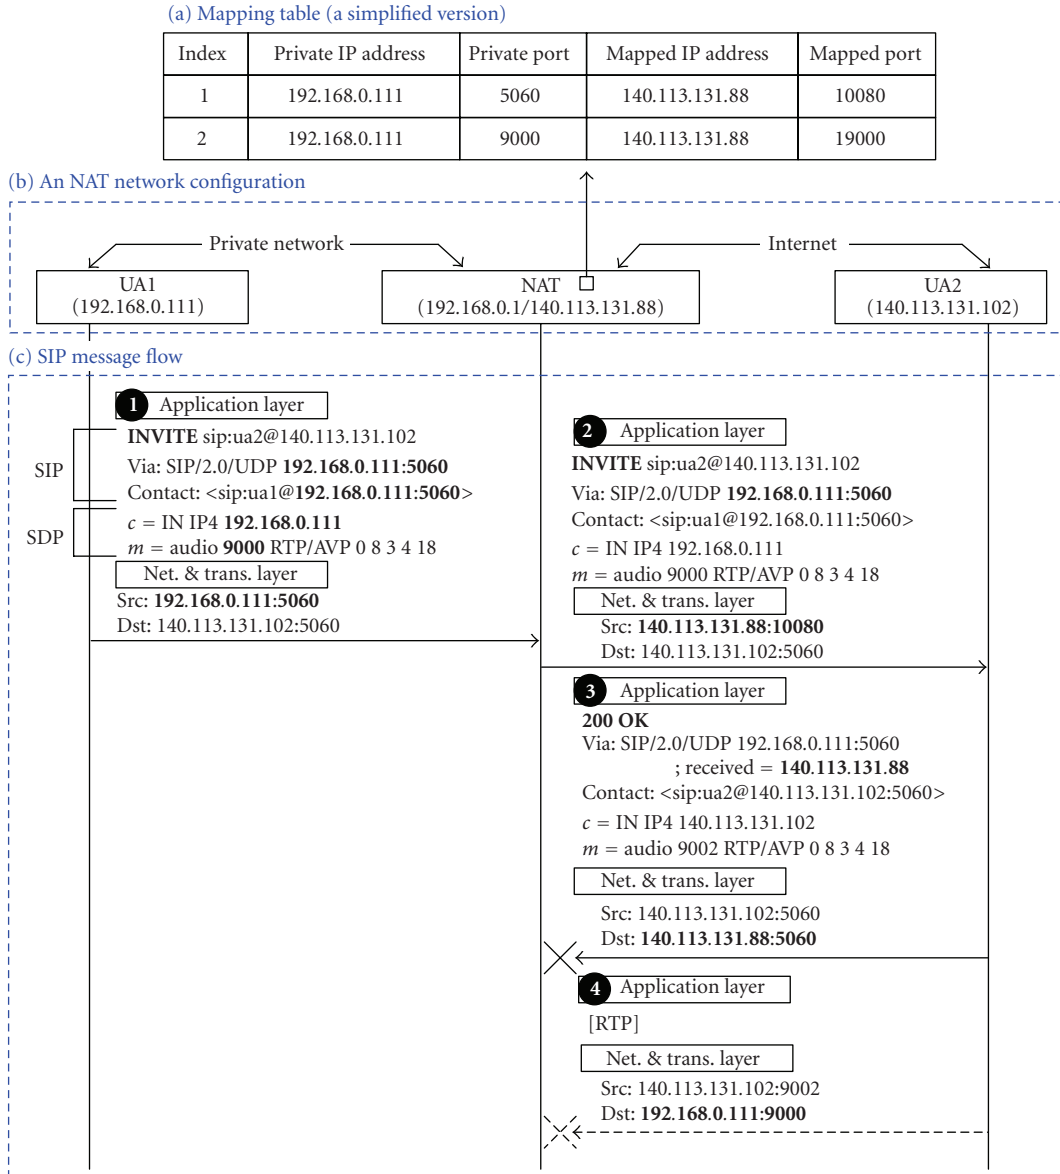 (a) Mapping table (a simplified version)
Index Private IP address Private port Mapped IP address Mapped port
1 192.168.0.111 5060 140.113.131.88 10080
2 192.168.0.111 9000 140.113.131.88 19000
(b) An NAT network configuration
Private network Internet
UA1
(192.168.0.111)
NAT
(192.168.0.1/140.113.131.88)
UA2
(140.113.131.102)
(c) SIP message flow
1 Application layer
SIP
INVITE sip:ua2@140.113.131.102
Via: SIP/2.0/UDP 192.168.0.111:5060
Contact: <sip:ua1@192.168.0.111:5060>
SDP
c = IN IP4 192.168.0.111
m = audio 9000 RTP/AVP 0 8 3 4 18
Net. & trans. layer
Src: 192.168.0.111:5060
Dst: 140.113.131.102:5060
2 Application layer
INVITE sip:ua2@140.113.131.102
Via: SIP/2.0/UDP 192.168.0.111:5060
Contact: <sip:ua1@192.168.0.111:5060>
c = IN IP4 192.168.0.111
m = audio 9000 RTP/AVP 0 8 3 4 18
Net. & trans. layer
Src: 140.113.131.88:10080
Dst: 140.113.131.102:5060
3 Application layer
200 OK
Via: SIP/2.0/UDP 192.168.0.111:5060
; received = 140.113.131.88
Contact: <sip:ua2@140.113.131.102:5060>
c = IN IP4 140.113.131.102
m = audio 9002 RTP/AVP 0 8 3 4 18
Net. & trans. layer
Src: 140.113.131.102:5060
Dst: 140.113.131.88:5060
4 Application layer
[RTP]
Net. & trans. layer
Src: 140.113.131.102:9002
Dst: 192.168.0.111:9000